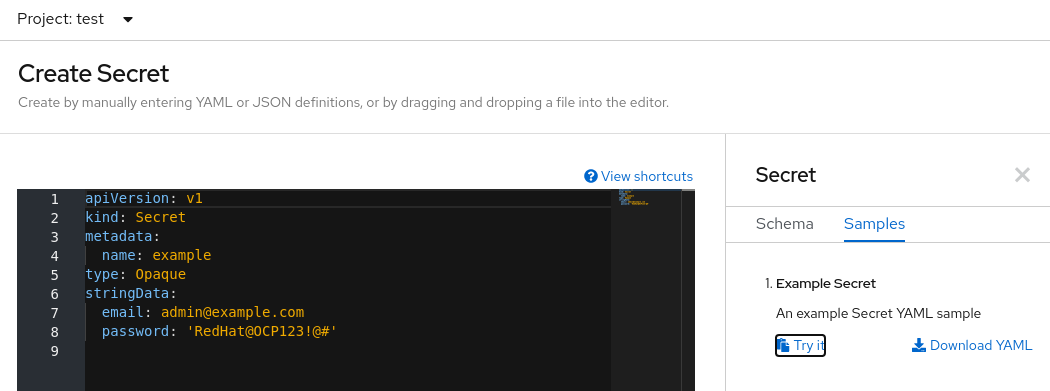 Project: test
Create Secret
Create by manually entering YAML or JSON definitions, or by dragging and dropping a file into the editor.
View shortcuts
1 apiVersion: v1
2 kind: Secret
3 metadata:
4   name: example
5 type: Opaque
6 stringData:
7   email: admin@example.com
8   password: 'RedHat@OCP123!@#'
9
Secret
Schema Samples
1. Example Secret
An example Secret YAML sample
Try it Download YAML